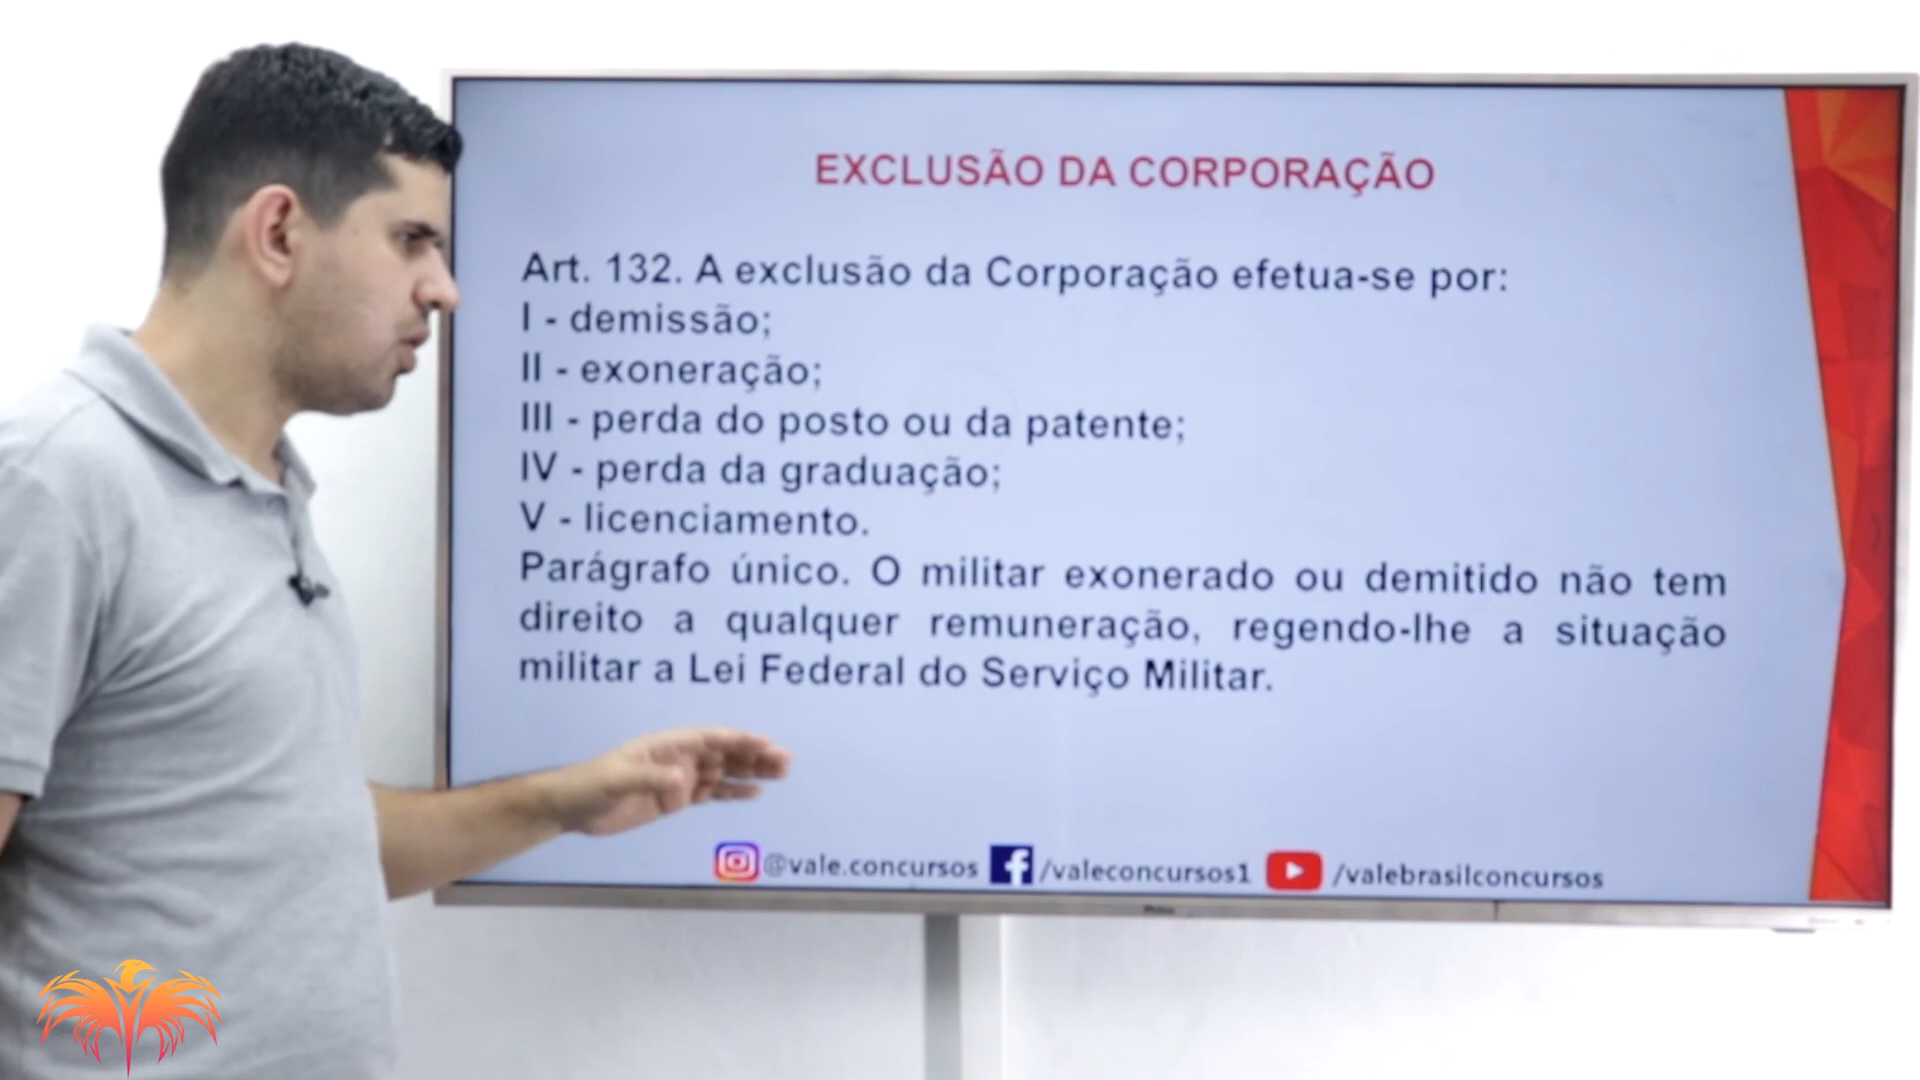 EXCLUSÃO DA CORPORAÇÃO
Art. 132. A exclusão da Corporação efetua-se por:
I - demissão;
II - exoneração;
III - perda do posto ou da patente;
IV - perda da graduação;
V - licenciamento.
Parágrafo único. O militar exonerado ou demitido não tem
direito a qualquer remuneração, regendo-lhe a situação
militar a Lei Federal do Serviço Militar.
@vale.concursos /valeconcursos1 /valebrasilconcursos